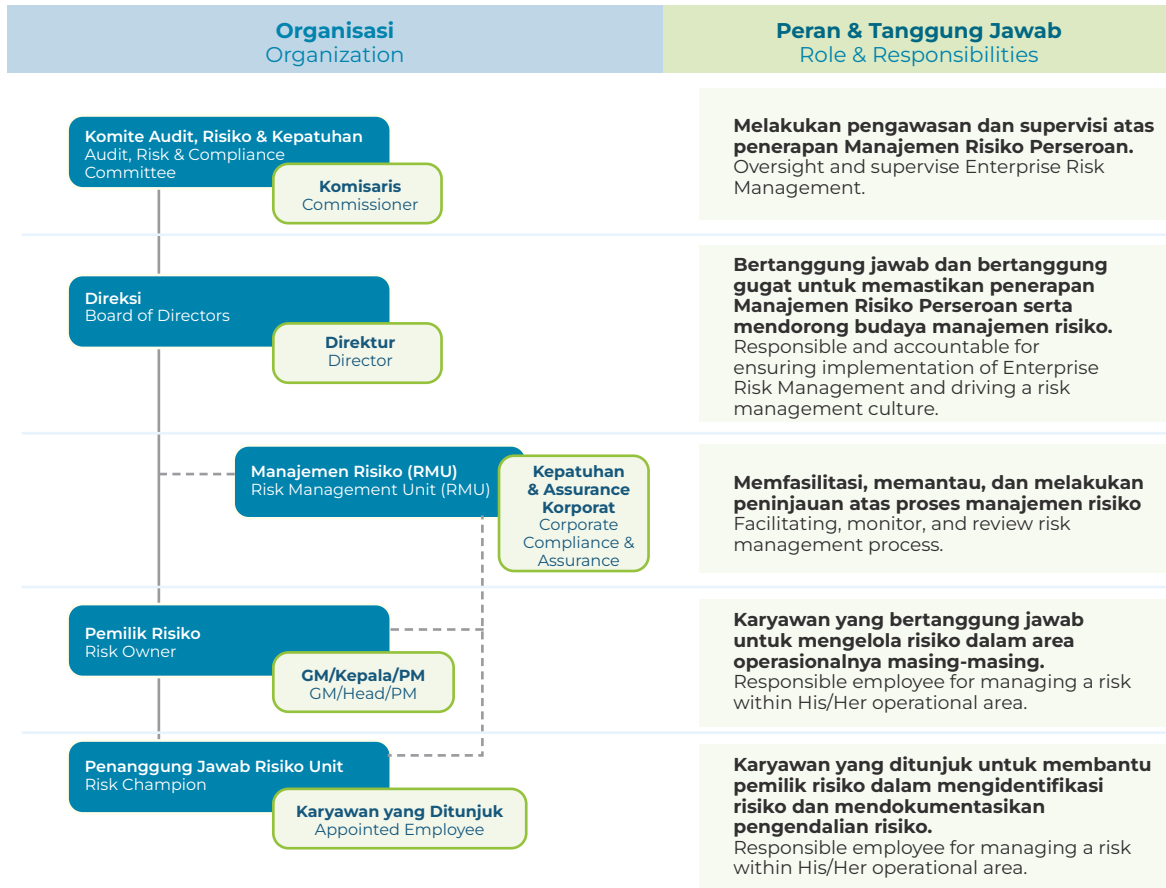 Organisasi
Organization
Peran & Tanggung Jawab
Role & Responsibilities
Komite Audit, Risiko & Kepatuhan
Audit, Risk & Compliance
Committee
Komisaris
Commissioner
Melakukan pengawasan dan supervisi atas
penerapan Manajemen Risiko Perseroan.
Oversight and supervise Enterprise Risk
Management.
Direksi
Board of Directors
Direktur
Director
Bertanggung jawab dan bertanggung
gugat untuk memastikan penerapan
Manajemen Risiko Perseroan serta
mendorong budaya manajemen risiko.
Responsible and accountable for
ensuring implementation of Enterprise
Risk Management and driving a risk
management culture.
Manajemen Risiko (RMU)
Risk Management Unit (RMU)
Kepatuhan
& Assurance
Korporat
Corporate
Compliance &
Assurance
Memfasilitasi, memantau, dan melakukan
peninjauan atas proses manajemen risiko
Facilitating, monitor, and review risk
management process.
Pemilik Risiko
Risk Owner
GM/Kepala/PM
GM/Head/PM
Karyawan yang bertanggung jawab
untuk mengelola risiko dalam area
operasionalnya masing-masing.
Responsible employee for managing a risk
within His/Her operational area.
Penanggung Jawab Risiko Unit
Risk Champion
Karyawan yang Ditunjuk
Appointed Employee
Karyawan yang ditunjuk untuk membantu
pemilik risiko dalam mengidentifikasi
risiko dan mendokumentasikan
pengendalian risiko.
Responsible employee for managing a risk
within His/Her operational area.